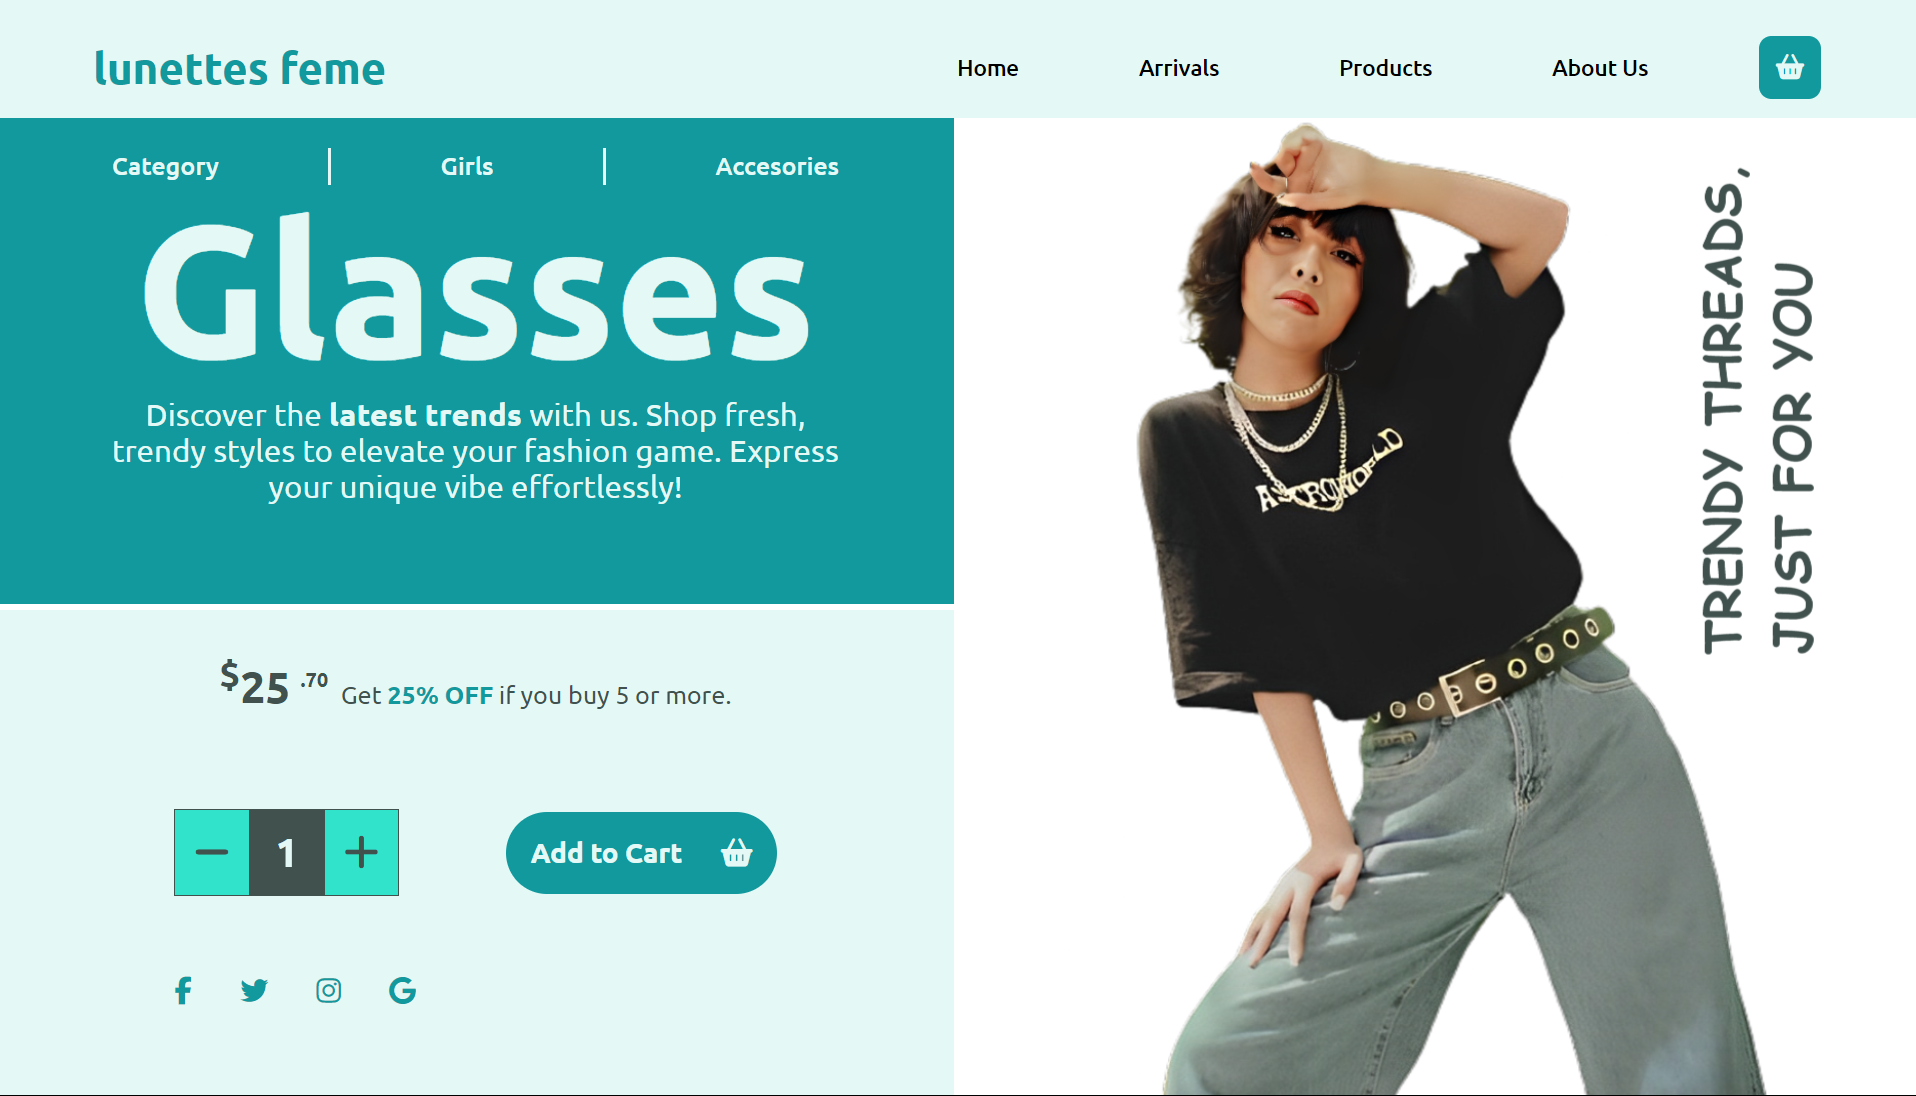 lunettes feme
Home
Arrivals
Products
About Us
Category
Girls
Accesories
Glasses
Discover the latest trends with us. Shop fresh,
trendy styles to elevate your fashion game. Express
your unique vibe effortlessly!
$25 .70
Get 25% OFF if you buy 5 or more.
1
Add to Cart
TRENDY THREADS,
JUST FOR YOU
ASTROWORLD